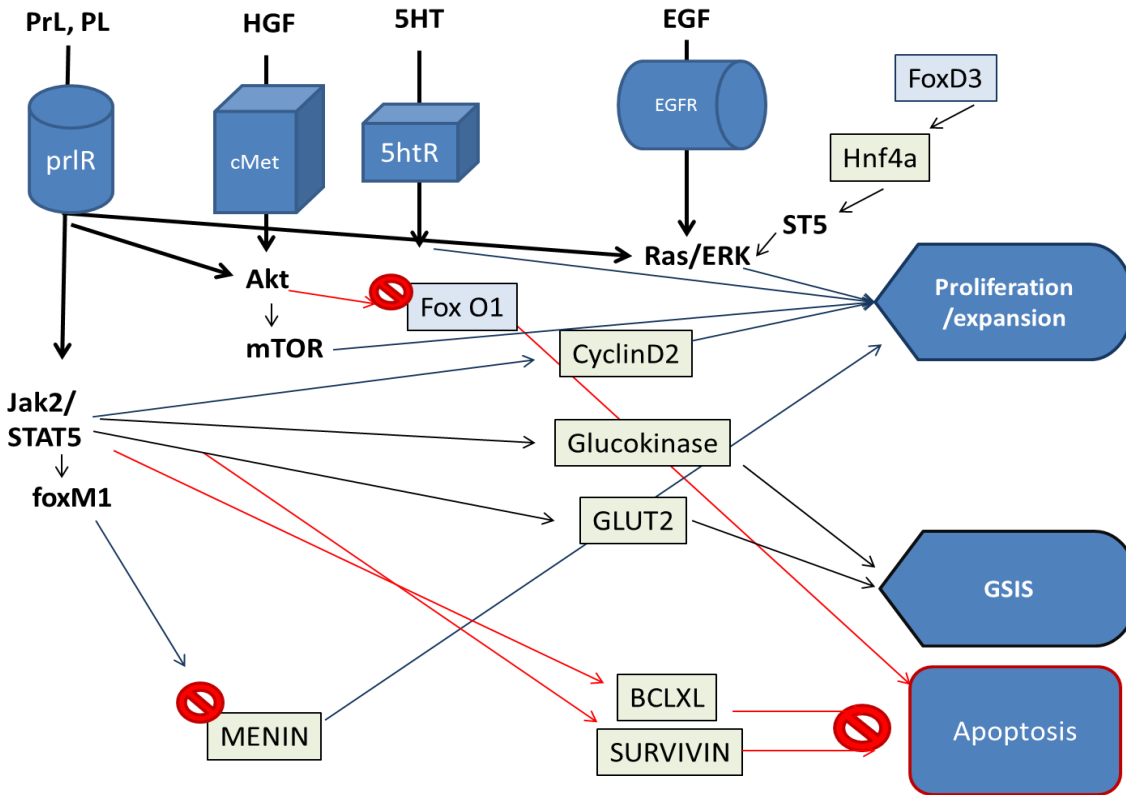 PrL, PL
HGF
5HT
EGF
FoxD3
prlR
cMet
5htR
EGFR
Hnf4a
ST5
Ras/ERK
Akt
Fox O1
mTOR
Proliferation
/expansion
CyclinD2
Jak2/
STAT5
Glucokinase
foxM1
GLUT2
GSIS
BCLXL
MENIN
SURVIVIN
Apoptosis